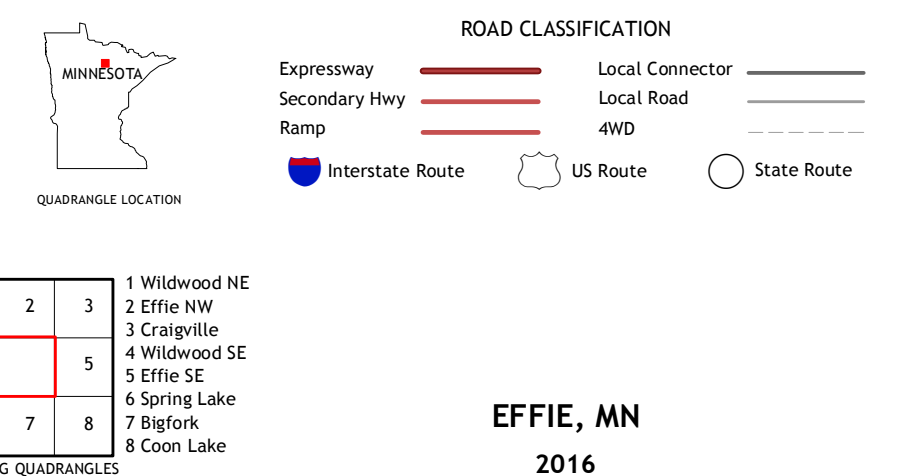 MINNESOTA
QUADRANGLE LOCATION
ROAD CLASSIFICATION
Expressway
Local Connector
Secondary Hwy
Local Road
Ramp
4WD
Interstate Route
US Route
State Route
2
3
5
7
8
1 Wildwood NE
2 Effie NW
3 Craigville
4 Wildwood SE
5 Effie SE
6 Spring Lake
7 Bigfork
8 Coon Lake
G QUADRANGLES
EFFIE, MN
2016